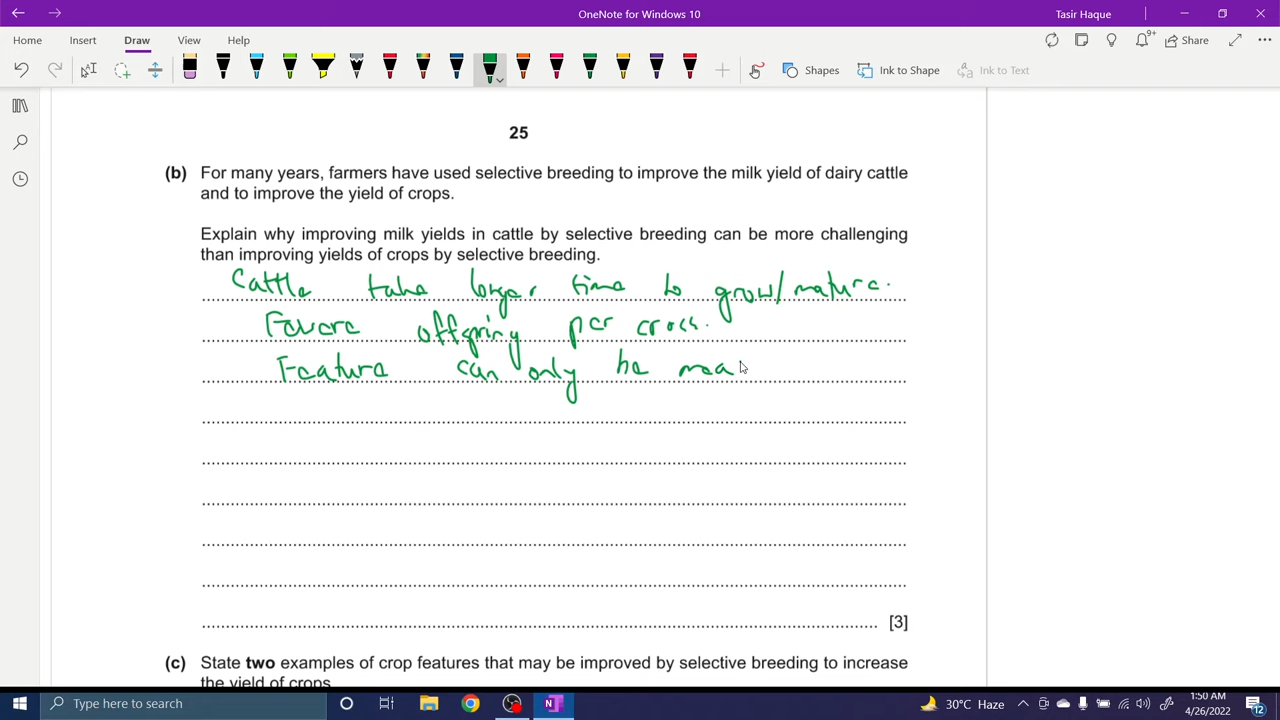 OneNote for Windows 10
Tasir Haque
Home Insert Draw View Help
9+
Share
Shapes
Ink to Shape
Ink to Text
25
(b) For many years, farmers have used selective breeding to improve the milk yield of dairy cattle
and to improve the yield of crops.
Explain why improving milk yields in cattle by selective breeding can be more challenging
than improving yields of crops by selective breeding.
Cattle take longer time to grow/mature.
offspring per cross.
Feature can only be mea
[3]
(c) State two examples of crop features that may be improved by selective breeding to increase
the yield of crops.
Type here to search
30°C Haze
1:50 AM
4/26/2022
12